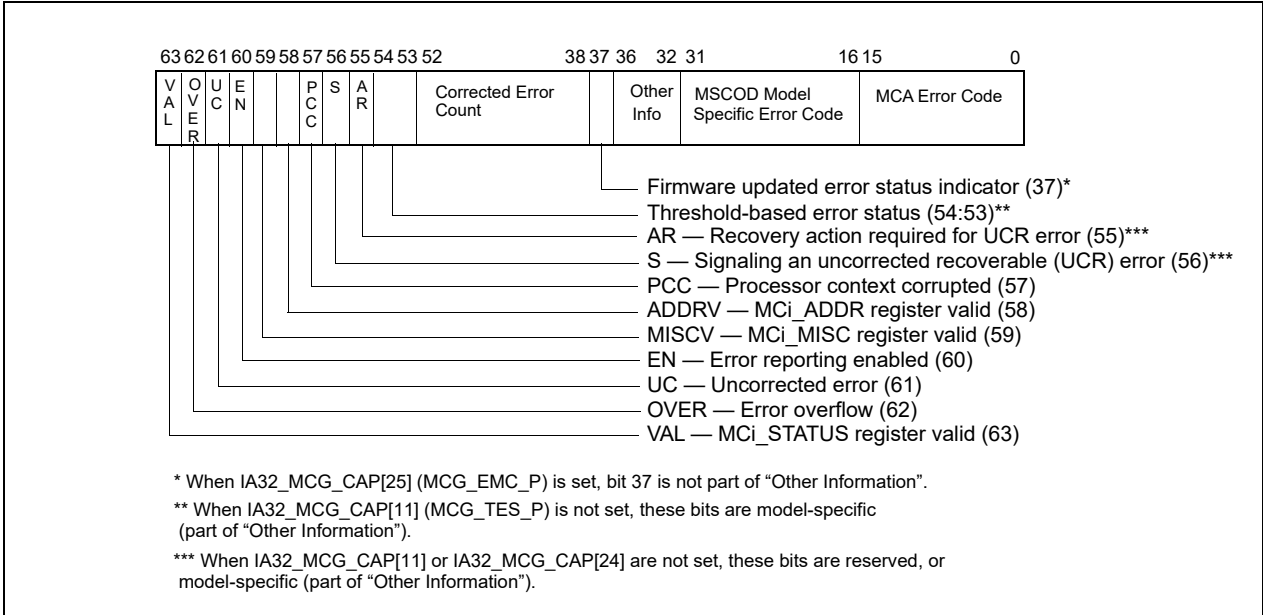 63 62 61 60 59 58 57 56 55 54 53 52 38 37 36 32 31 16 15 0
VAL
OVER
UC
EN
PCC
S
AR
Corrected Error
Count
Other
Info
MSCOD Model
Specific Error Code
MCA Error Code
Firmware updated error status indicator (37)*
Threshold-based error status (54:53)**
AR — Recovery action required for UCR error (55)***
S — Signaling an uncorrected recoverable (UCR) error (56)***
PCC — Processor context corrupted (57)
ADDRV — MCi_ADDR register valid (58)
MISCV — MCi_MISC register valid (59)
EN — Error reporting enabled (60)
UC — Uncorrected error (61)
OVER — Error overflow (62)
VAL — MCi_STATUS register valid (63)
* When IA32_MCG_CAP[25] (MCG_EMC_P) is set, bit 37 is not part of “Other Information”.
** When IA32_MCG_CAP[11] (MCG_TES_P) is not set, these bits are model-specific
(part of “Other Information”).
*** When IA32_MCG_CAP[11] or IA32_MCG_CAP[24] are not set, these bits are reserved, or
model-specific (part of “Other Information”).